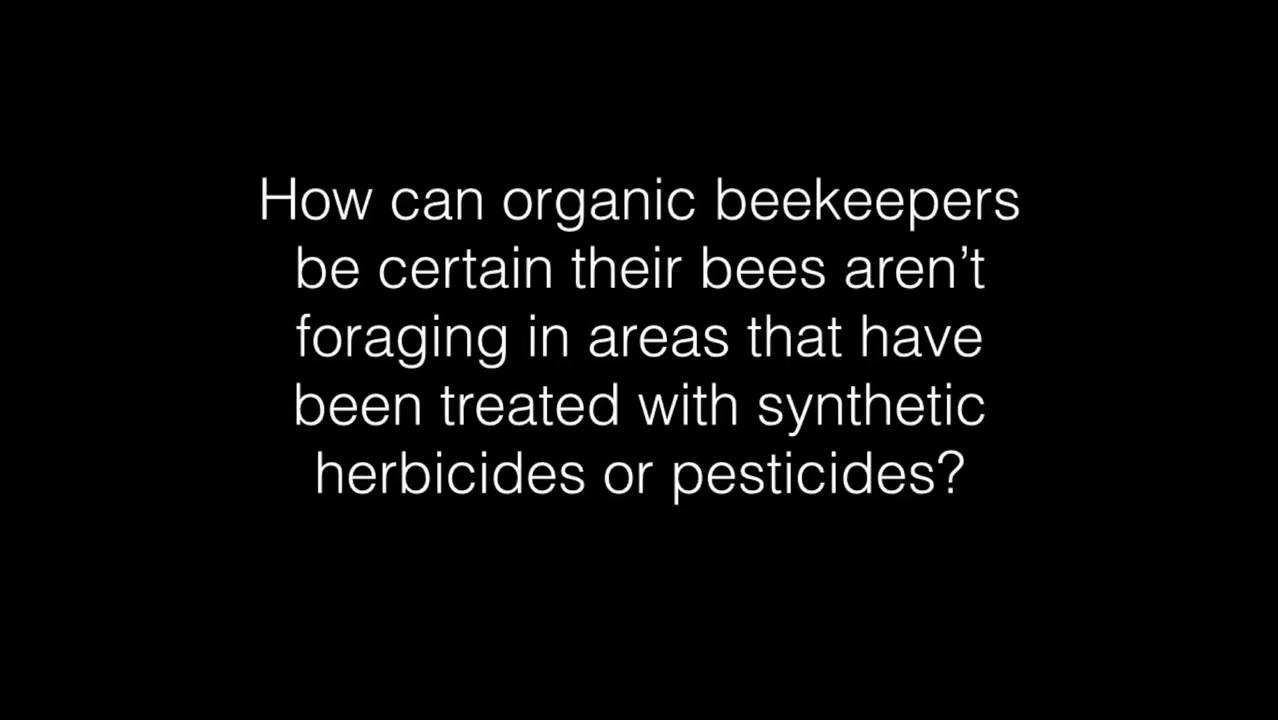 How can organic beekeepers
be certain their bees aren’t
foraging in areas that have
been treated with synthetic
herbicides or pesticides?